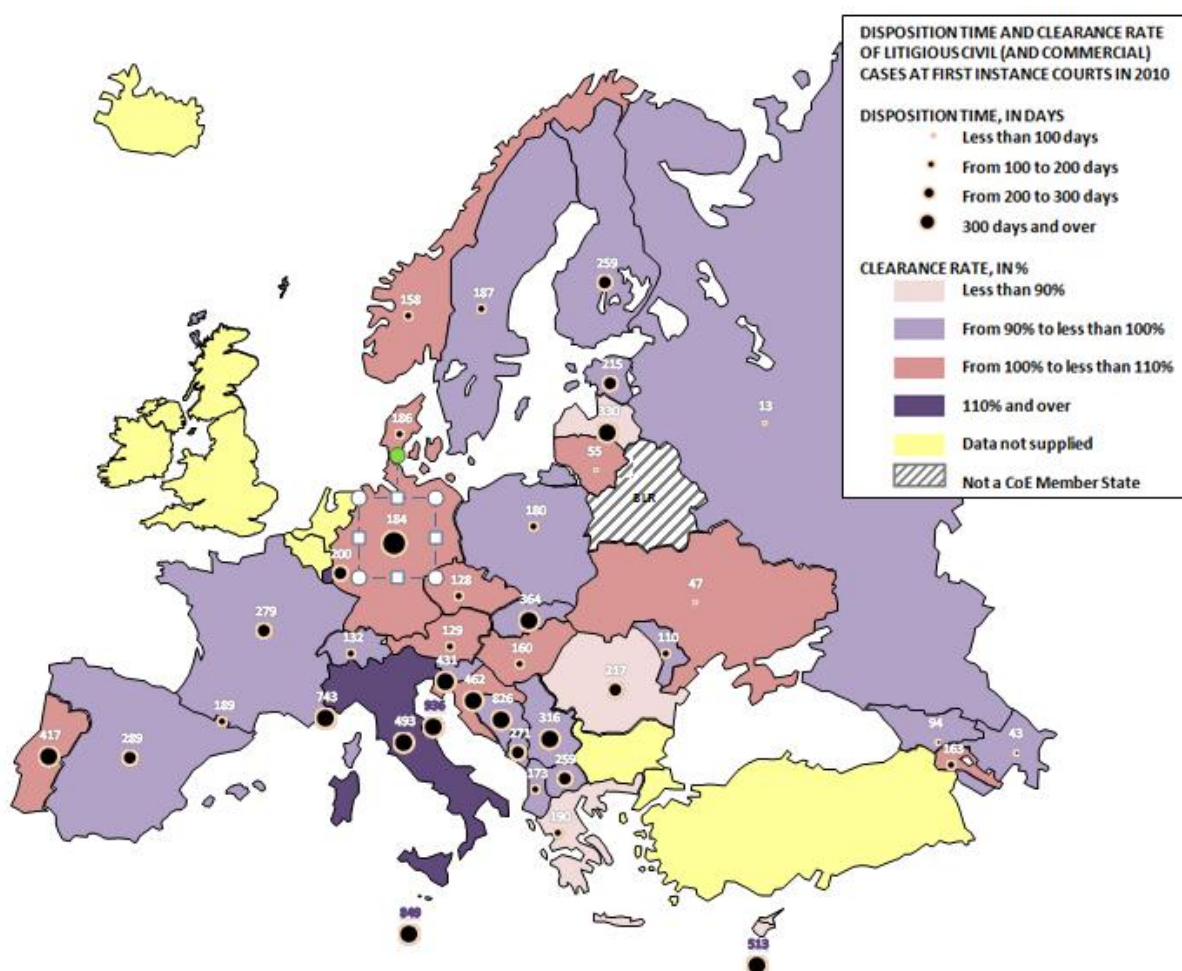 DISPOSITION TIME AND CLEARANCE RATE
OF LITIGIOUS CIVIL (AND COMMERCIAL)
CASES AT FIRST INSTANCE COURTS IN 2010
DISPOSITION TIME, IN DAYS
Less than 100 days
From 100 to 200 days
From 200 to 300 days
300 days and over
CLEARANCE RATE, IN %
Less than 90%
From 90% to less than 100%
From 100% to less than 110%
110% and over
Data not supplied
Not a CoE Member State
259
158
187
215
13
330
186
55
BLR
180
184
200
128
47
364
279
132
129
160
110
431
217
462
189
743
826
936
316
493
417
271
94
289
43
163
259
173
190
849
513